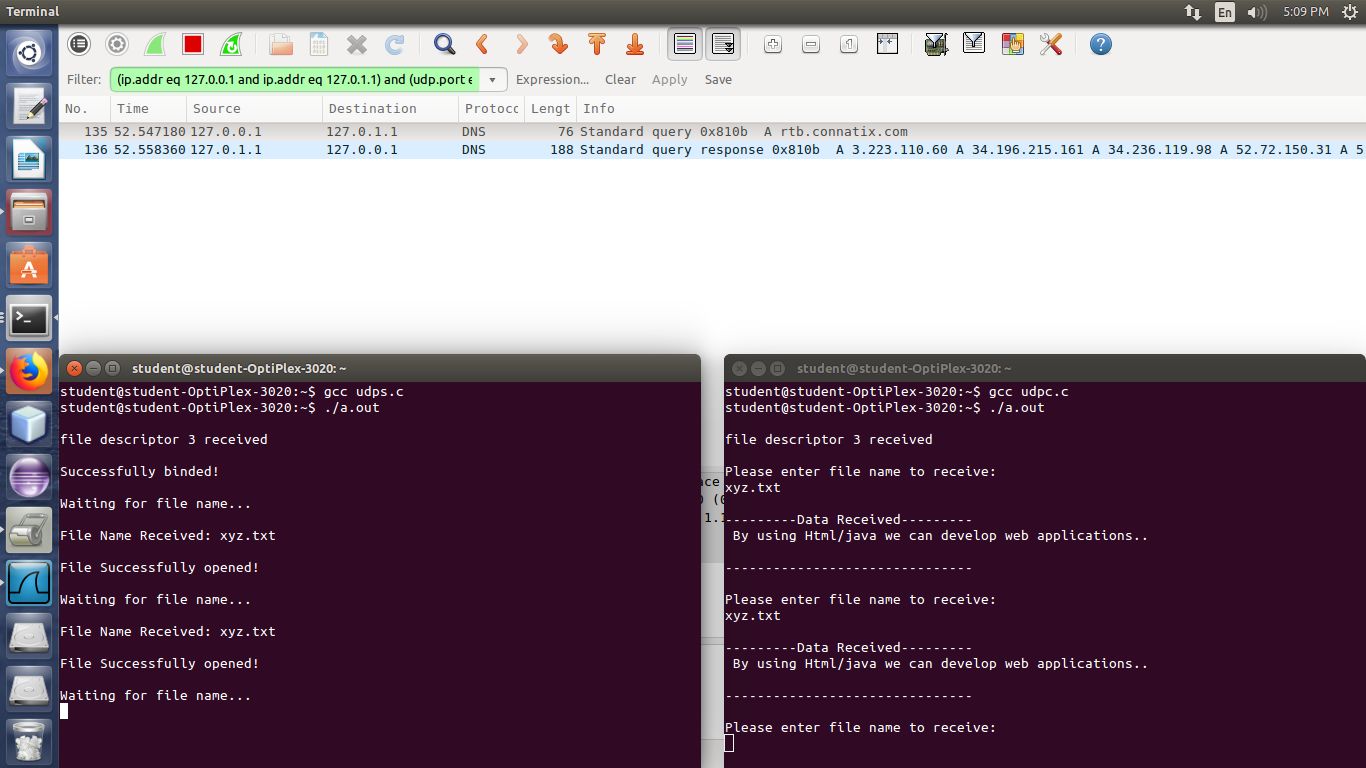 Terminal
En
5:09 PM
Filter: (ip.addr eq 127.0.0.1 and ip.addr eq 127.0.1.1) and (udp.port e Expression... Clear Apply Save
No. Time Source Destination Protocc Lengt Info
135 52.547180 127.0.0.1 127.0.1.1 DNS 76 Standard query 0x810b A rtb.connatix.com
136 52.558360 127.0.1.1 127.0.0.1 DNS 188 Standard query response 0x810b A 3.223.110.60 A 34.196.215.161 A 34.236.119.98 A 52.72.150.31 A 5
student@student-OptiPlex-3020: ~
student@student-OptiPlex-3020:~$ gcc udps.c
student@student-OptiPlex-3020:~$ ./a.out
file descriptor 3 received
Successfully binded!
Waiting for file name...
File Name Received: xyz.txt
File Successfully opened!
Waiting for file name...
File Name Received: xyz.txt
File Successfully opened!
Waiting for file name...
ace
) (0
1.1
student@student-OptiPlex-3020: ~
student@student-OptiPlex-3020:~$ gcc udpc.c
student@student-OptiPlex-3020:~$ ./a.out
file descriptor 3 received
Please enter file name to receive:
xyz.txt
---------Data Received---------
By using Html/java we can develop web applications..
-------------------------------
Please enter file name to receive:
xyz.txt
---------Data Received---------
By using Html/java we can develop web applications..
-------------------------------
Please enter file name to receive: